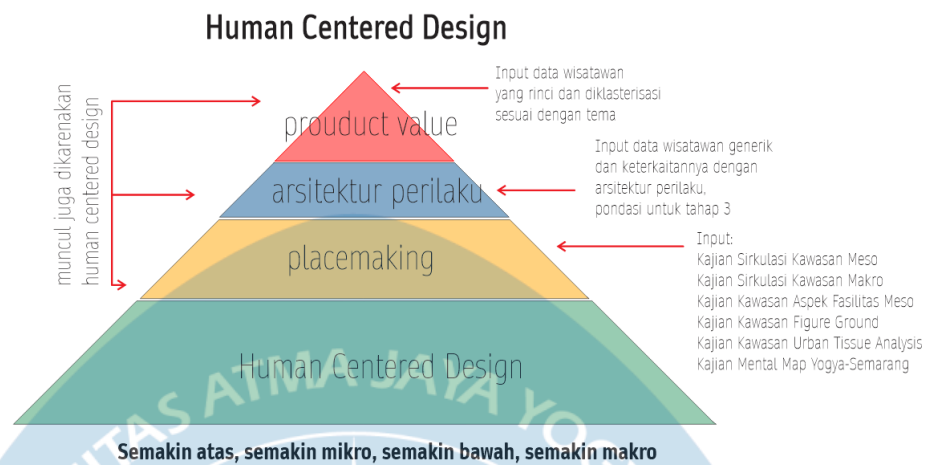 Human Centered Design
muncul juga dikarenakan
human centered design
Input data wisatawan
yang rinci dan diklasterisasi
sesuai dengan tema
prouduct value
Input data wisatawan generik
dan keterkaitannya dengan
arsitektur perilaku,
pondasi untuk tahap 3
arsitektur perilaku
placemaking
Input:
Kajian Sirkulasi Kawasan Meso
Kajian Sirkulasi Kawasan Makro
Kajian Kawasan Aspek Fasilitas Meso
Kajian Kawasan Figure Ground
Kajian Kawasan Urban Tissue Analysis
Kajian Mental Map Yogya-Semarang
Human Centered Design
ITAS ATMA JAYA YOG
Semakin atas, semakin mikro, semakin bawah, semakin makro